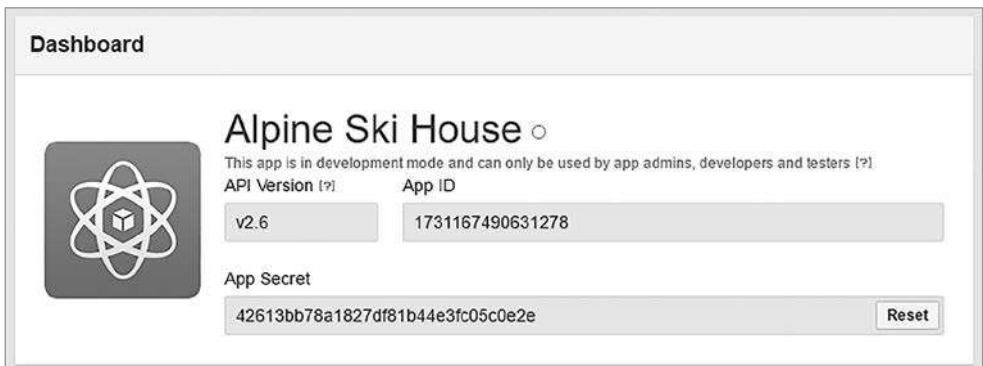 Dashboard
Alpine Ski House
This app is in development mode and can only be used by app admins, developers and testers [?]
API Version [?] App ID
v2.6 1731167490631278
App Secret
42613bb78a1827df81b44e3fc05c0e2e Reset